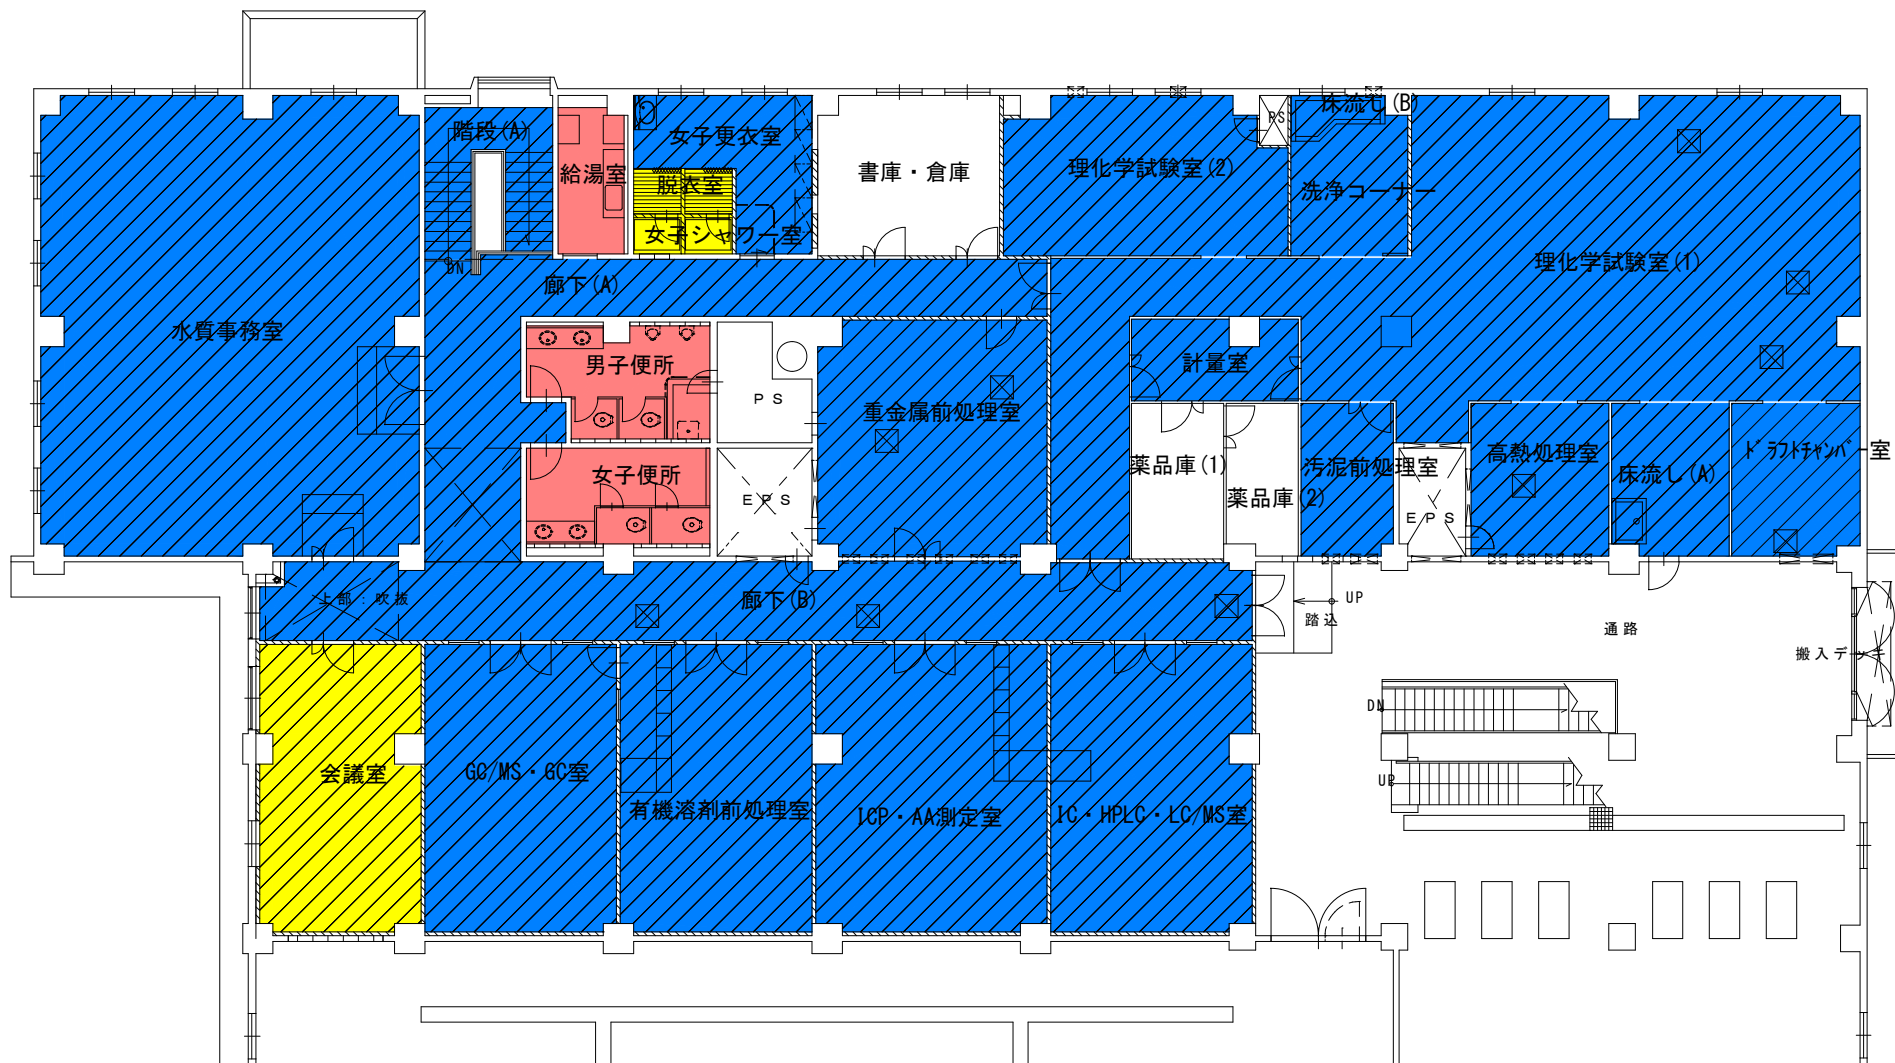 床流し(B)
階段(A)
女子更衣室
PS
給湯室
脱衣室
書庫・倉庫
理化学試験室(2)
洗浄コーナー
女子シャワー室
DN
廊下(A)
理化学試験室(1)
水質事務室
男子便所
計量室
PS
重金属前処理室
女子便所
薬品庫(1)
汚泥前処理室
高熱処理室
床流し(A)
ドラフトチャンバー室
EPS
薬品庫(2)
EPS
上部:吹抜
廊下(B)
UP
踏込
通路
搬入デッキ
DN
会議室
GC/MS・GC室
UP
有機溶剤前処理室
ICP・AA測定室
IC・HPLC・LC/MS室